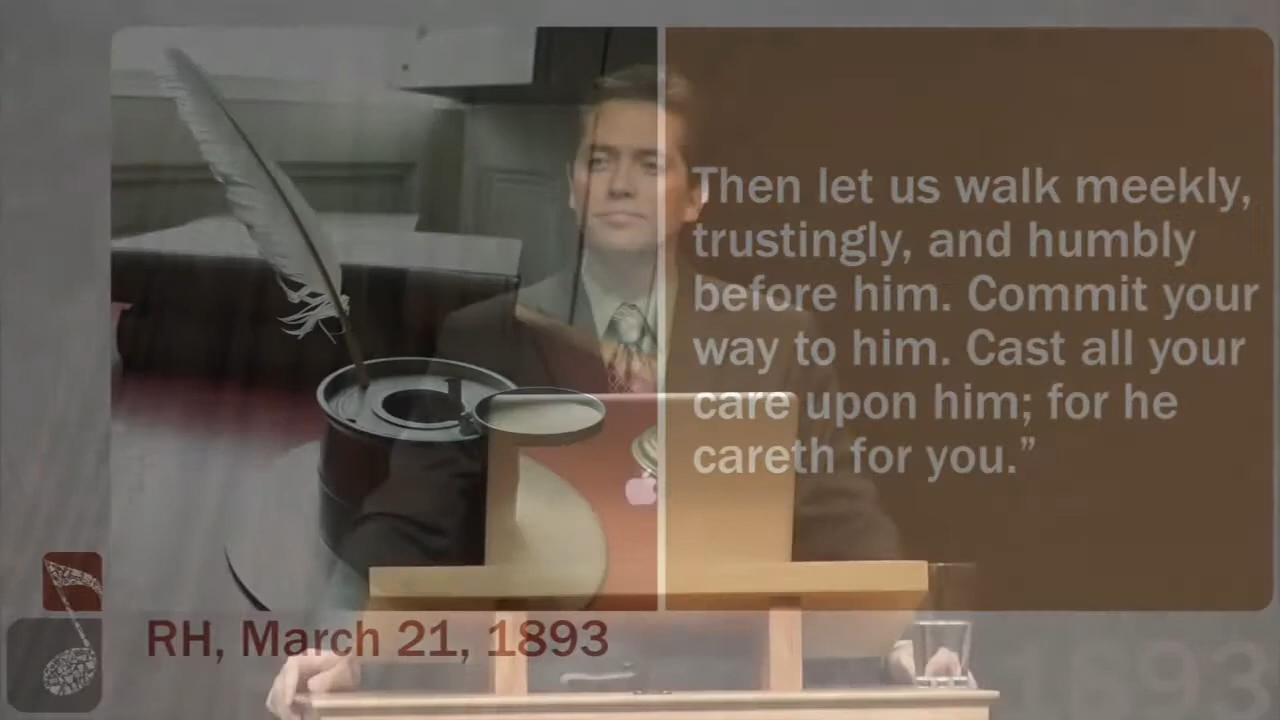 Then let us walk meekly,
trustingly, and humbly
before him. Commit your
way to him. Cast all your
care upon him; for he
careth for you.”
RH, March 21, 1893
1893